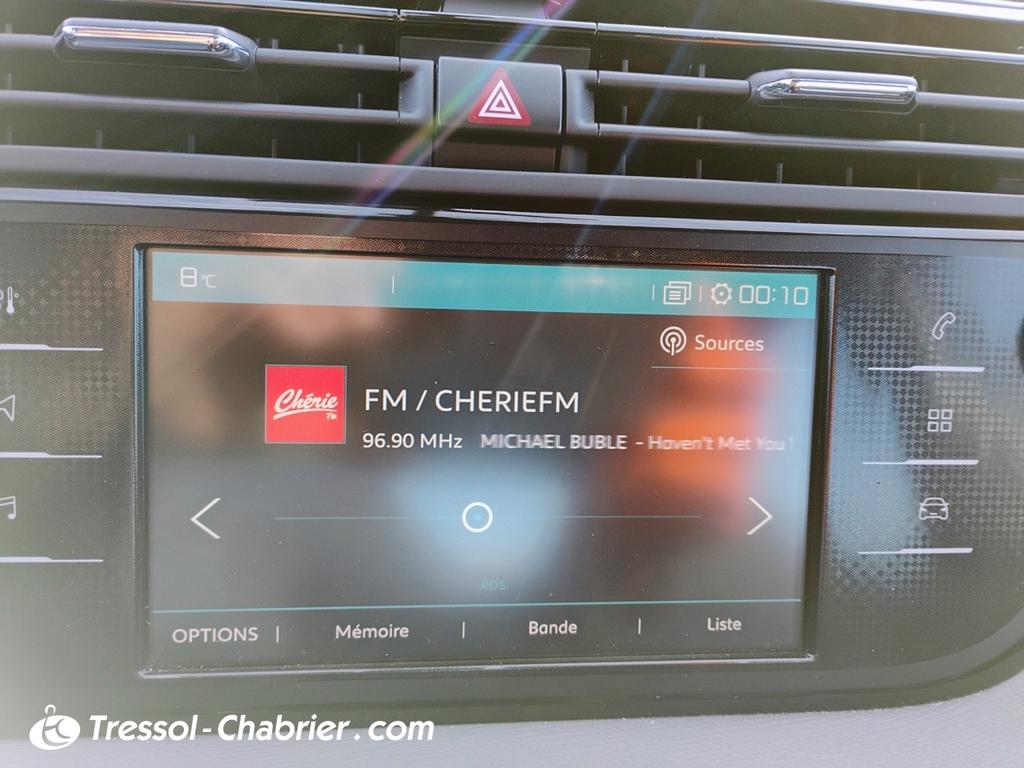 8°C
00:10
Sources
Chérie FM
FM / CHERIEFM
96.90 MHz MICHAEL BUBLE - Haven't Met You
RDS
OPTIONS | Mémoire | Bande | Liste
Tressol-Chabrier.com